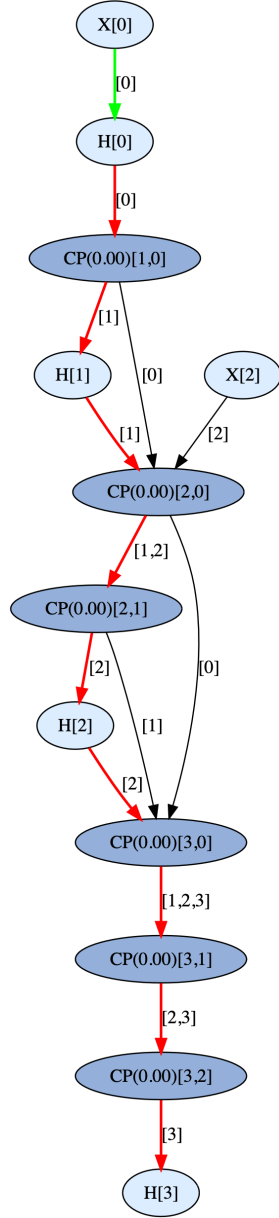 X[0]
[0]
H[0]
[0]
CP(0.00)[1,0]
[1]
H[1]
[0]
X[2]
[1]
[2]
CP(0.00)[2,0]
[1,2]
CP(0.00)[2,1]
[2]
H[2]
[1]
[0]
[2]
CP(0.00)[3,0]
[1,2,3]
CP(0.00)[3,1]
[2,3]
CP(0.00)[3,2]
[3]
H[3]